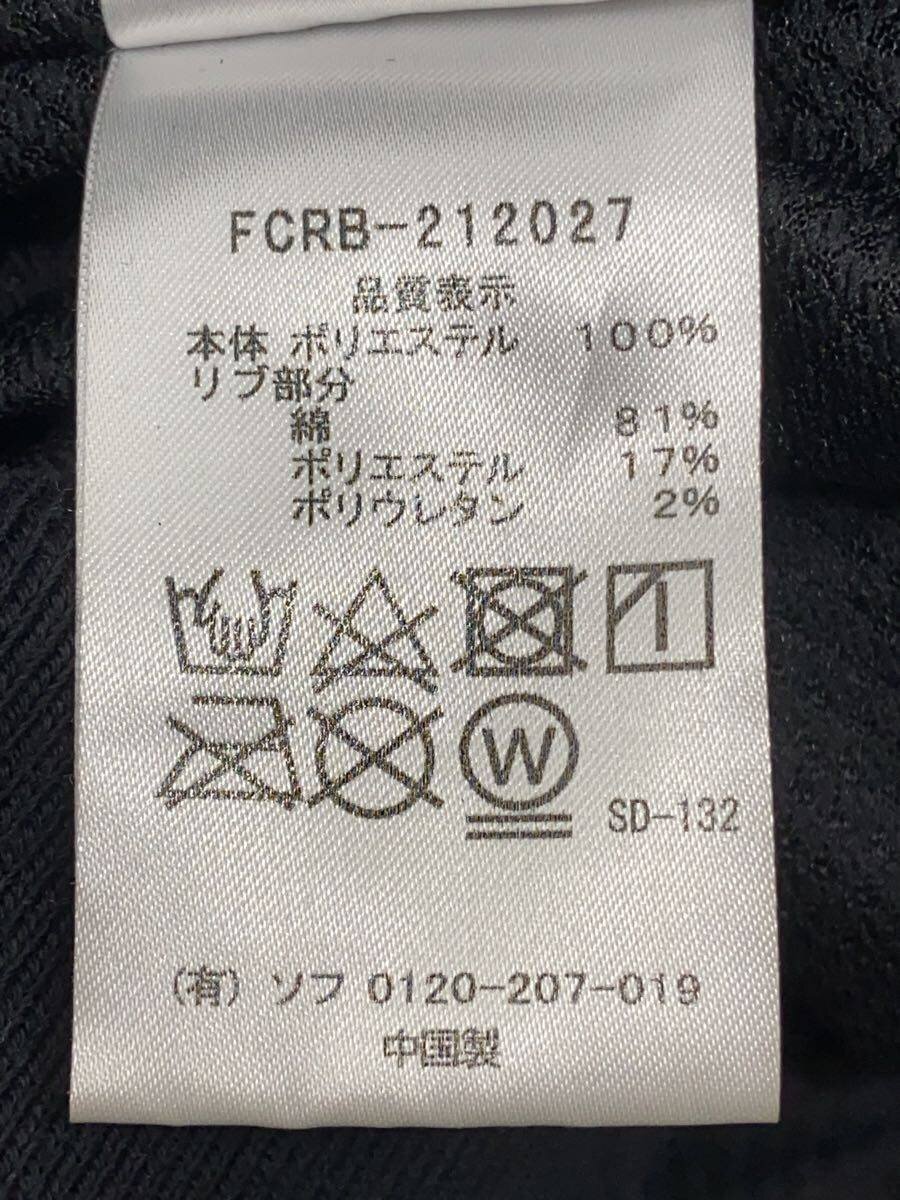 FCRB-212027
品質表示
本体 ポリエステル 100%
リブ部分
綿 81%
ポリエステル 17%
ポリウレタン 2%
W
SD-132
(有) ソフ 0120-207-019
中国製